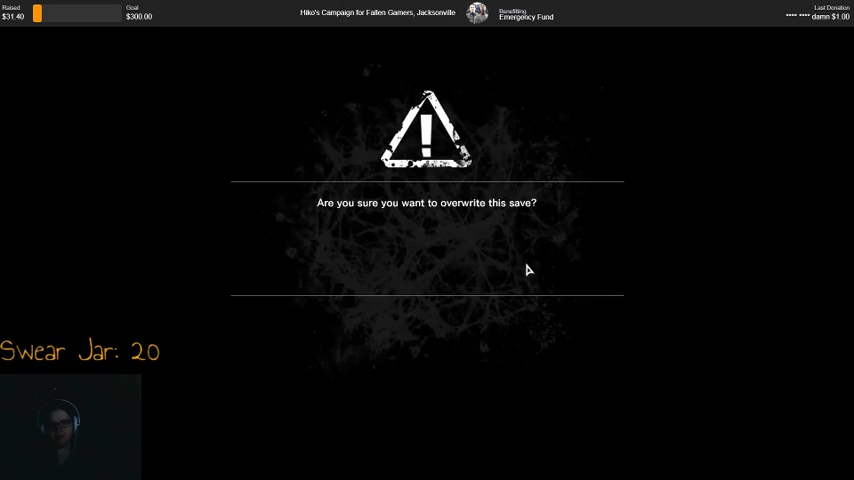 Raised
$31.40
Goal
$300.00
Hiko's Campaign for Fallen Gamers, Jacksonville
Benefitting
Emergency Fund
Last Donation
**** **** damn $1.00
Are you sure you want to overwrite this save?
Swear Jar: 20